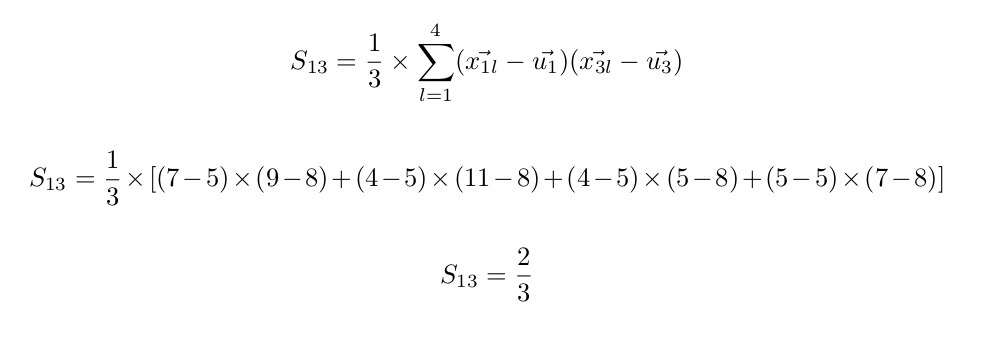 $S_{13} = \frac{1}{3} \times \sum_{l=1}^{4} (\vec{x_{1l}} - \vec{u_1})(\vec{x_{3l}} - \vec{u_3})$
$S_{13} = \frac{1}{3} \times [(7-5) \times (9-8) + (4-5) \times (11-8) + (4-5) \times (5-8) + (5-5) \times (7-8)]$
$S_{13} = \frac{2}{3}$